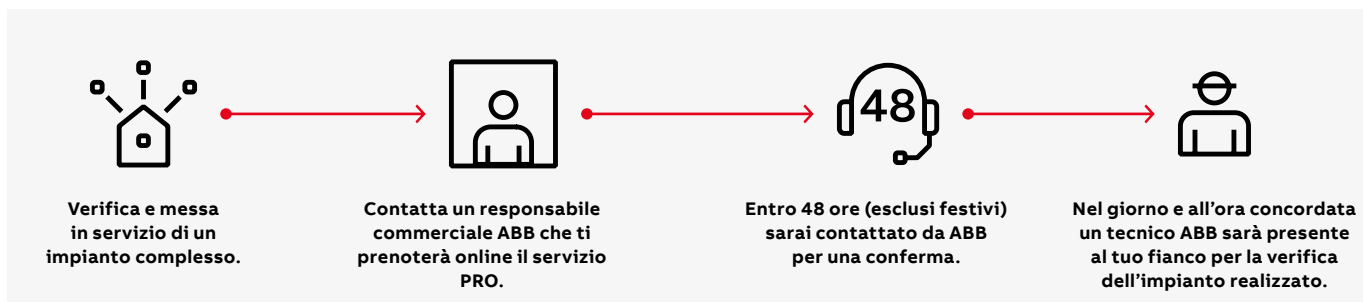 48
Verifica e messa
in servizio di un
impianto complesso.
Contatta un responsabile
commerciale ABB che ti
prenoterà online il servizio
PRO.
Entro 48 ore (esclusi festivi)
sarai contattato da ABB
per una conferma.
Nel giorno e all’ora concordata
un tecnico ABB sarà presente
al tuo fianco per la verifica
dell’impianto realizzato.